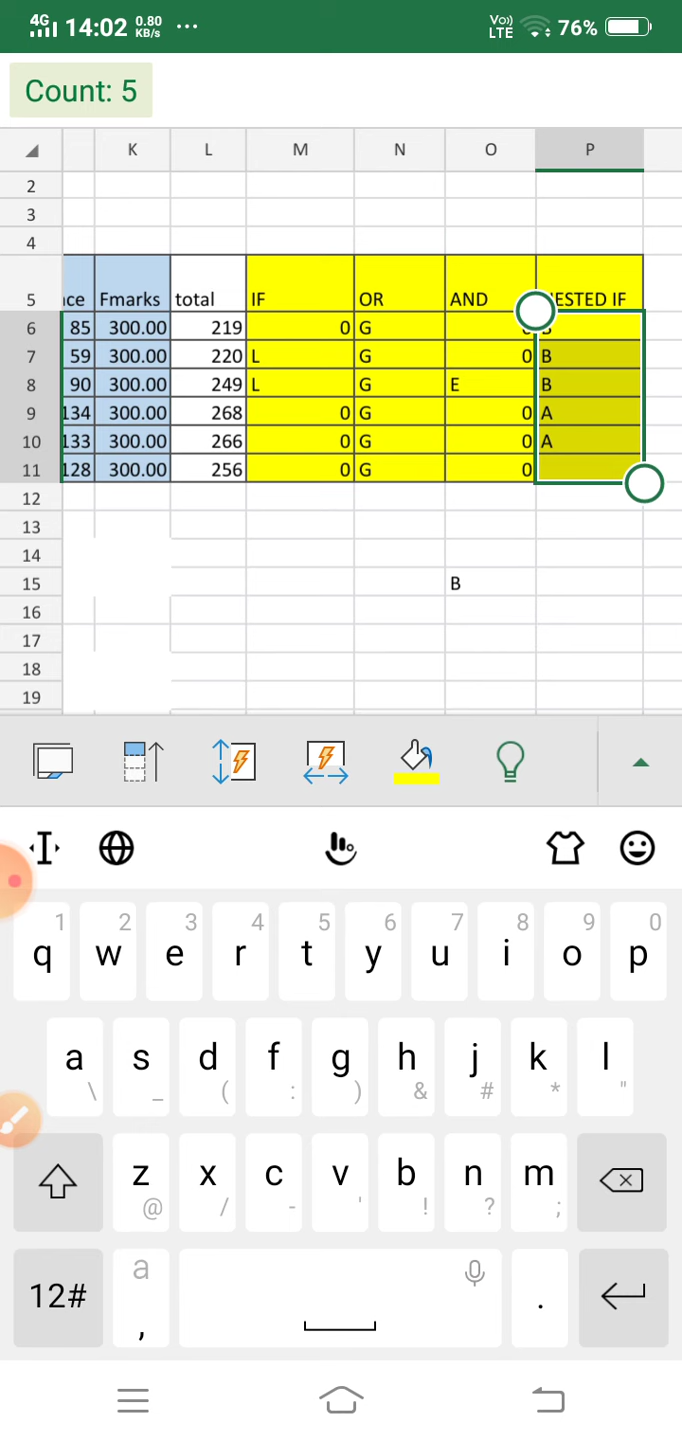 4G 14:02 0.80 KB/s ... Vo)) LTE 76%
Count: 5
K L M N O P
2
3
4
5 ce Fmarks total IF OR AND NESTED IF
6 85 300.00 219 0 G B
7 59 300.00 220 L G 0 B
8 90 300.00 249 L G E B
9 134 300.00 268 0 G 0 A
10 133 300.00 266 0 G 0 A
11 128 300.00 256 0 G 0
12
13
14
15 B
16
17
18
19
1 2 3 4 5 6 7 8 9 0
q w e r t y u i o p
a s d f g h j k l
\ _ ( : ) & # * "
z x c v b n m
@ / - ' ! ? ;
12# a , .